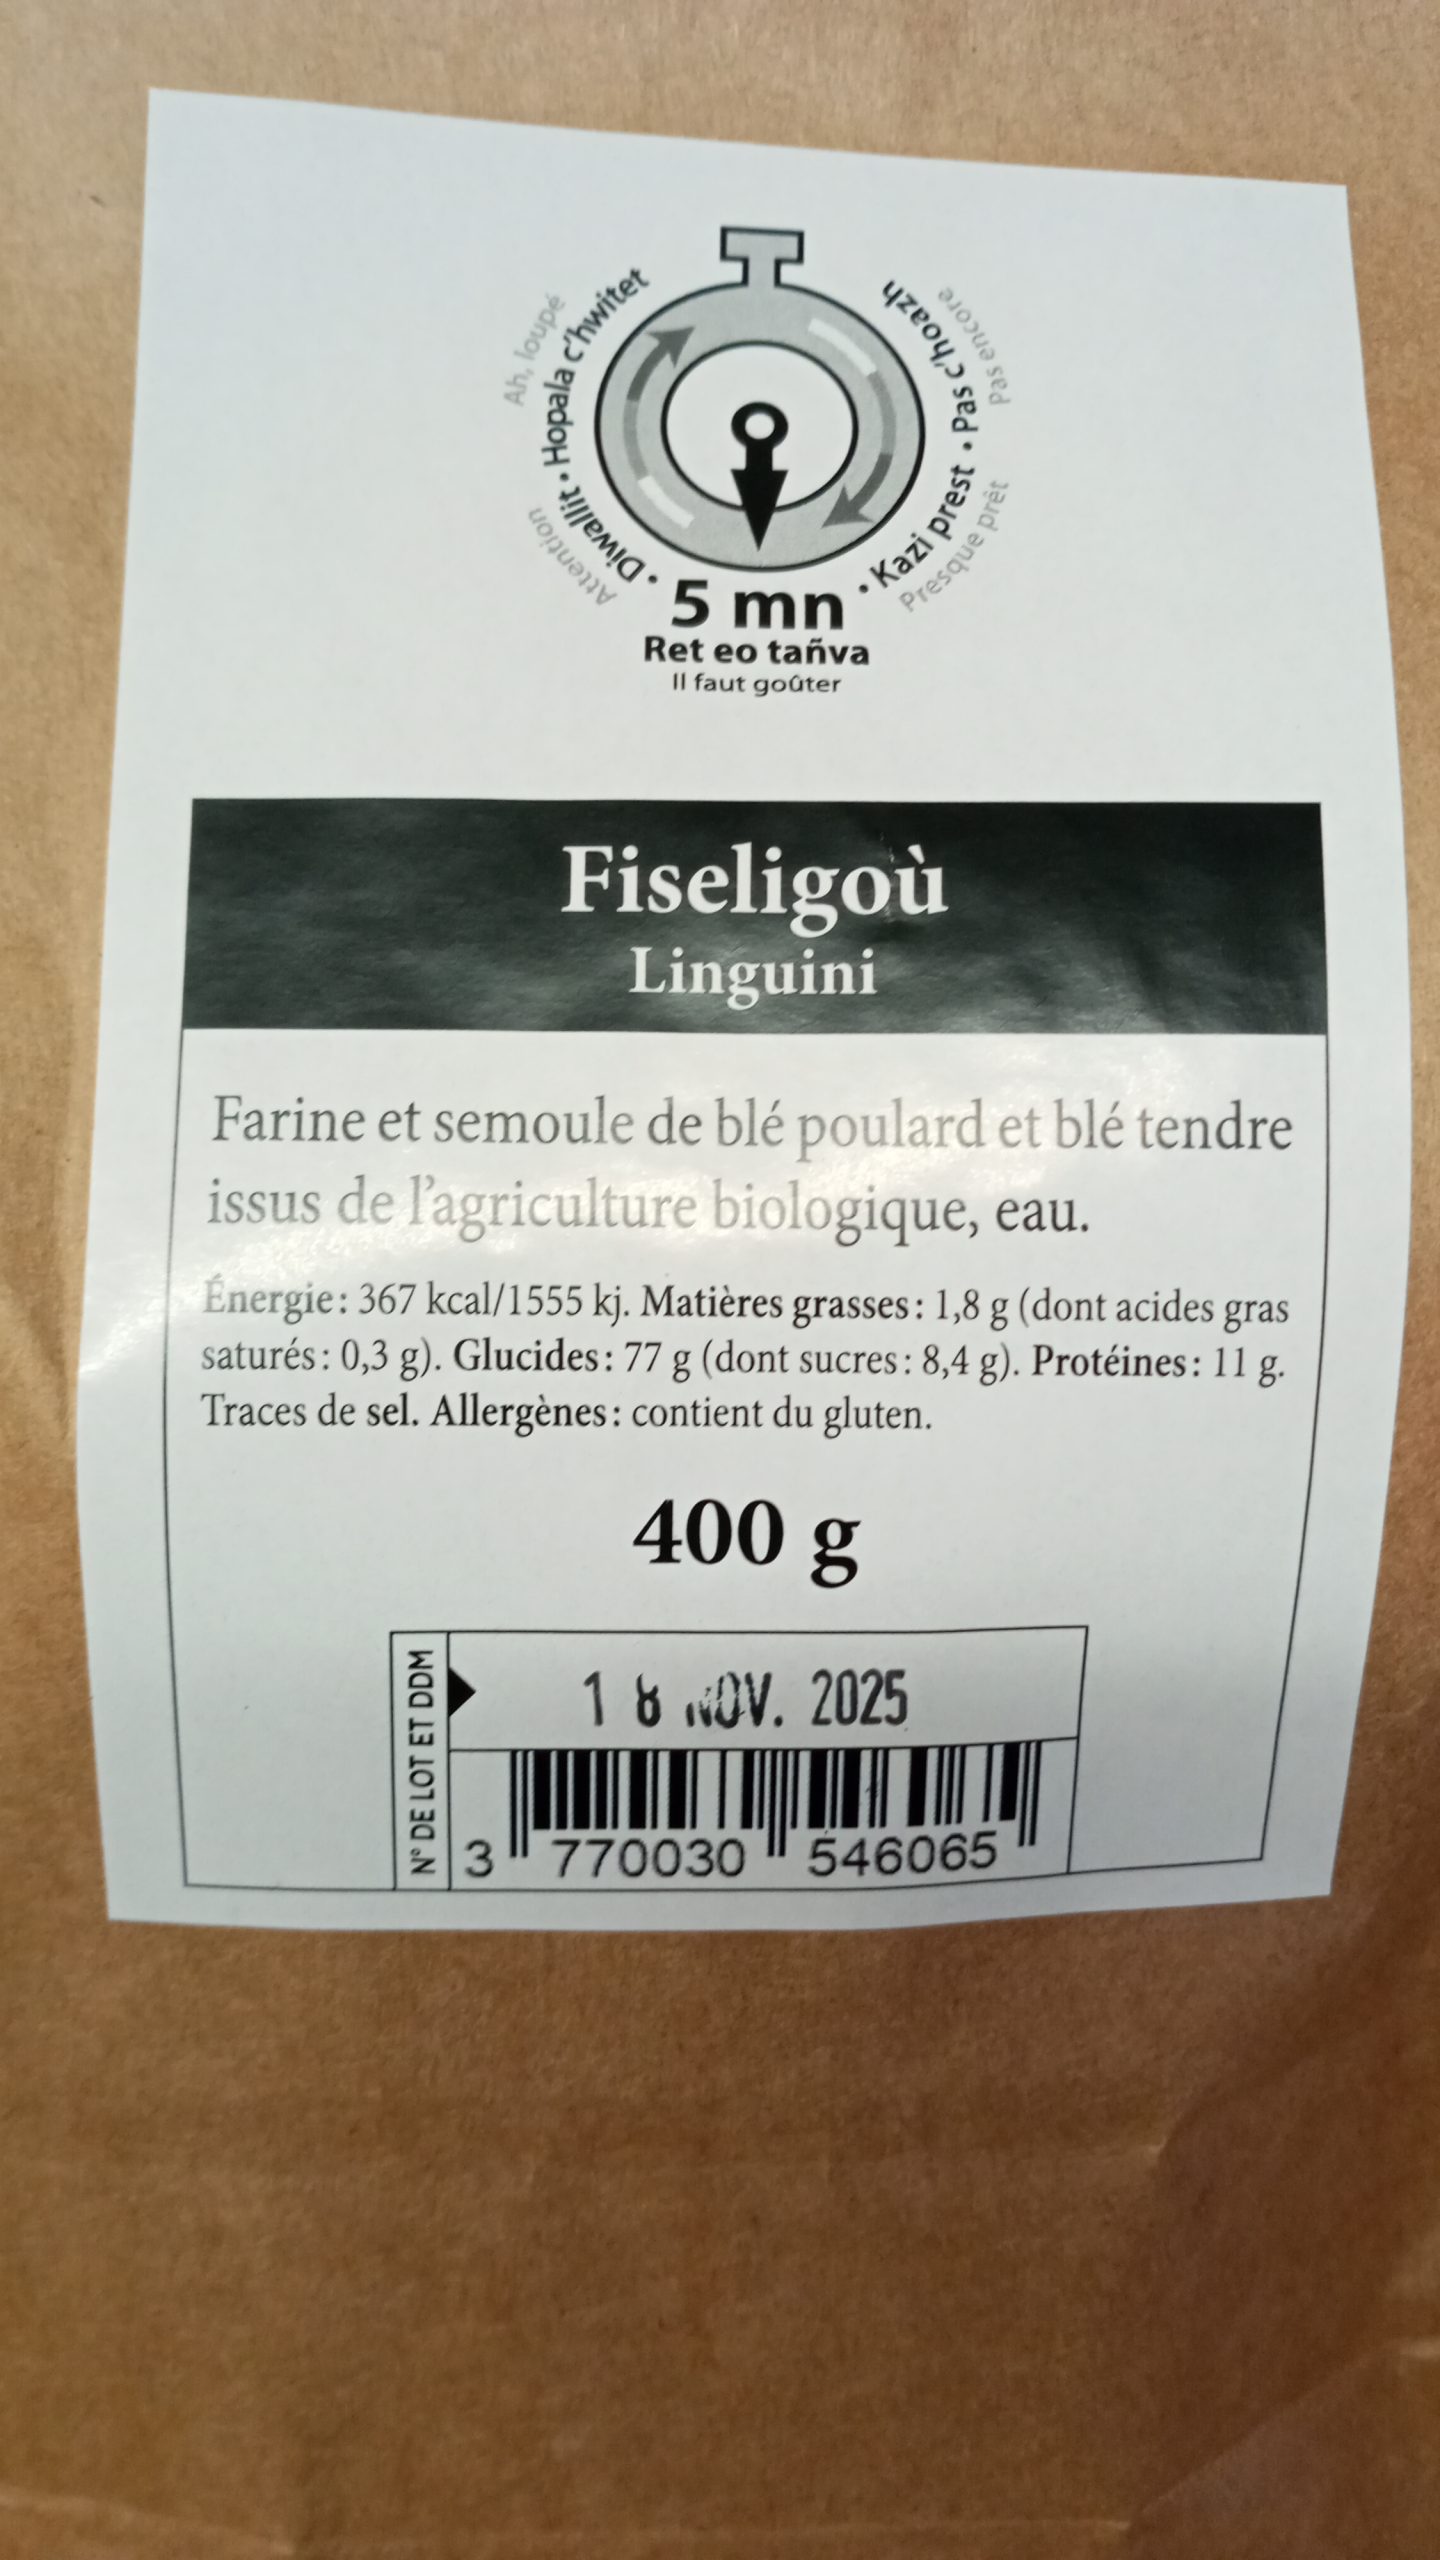 Ah, loupé
Hopala c'hwitet
Attention
• Diwallit •
Pas encore
Pas c'hoazh
Presque prêt
• Kazi prest •
5 mn
Ret eo tañva
Il faut goûter
Fiseligoù
Linguini
Farine et semoule de blé poulard et blé tendre
issus de l'agriculture biologique, eau.
Énergie : 367 kcal/1555 kj. Matières grasses : 1,8 g (dont acides gras
saturés : 0,3 g). Glucides : 77 g (dont sucres : 8,4 g). Protéines : 11 g.
Traces de sel. Allergènes : contient du gluten.
400 g
N° DE LOT ET DDM
18 NOV. 2025
3 770030 546065